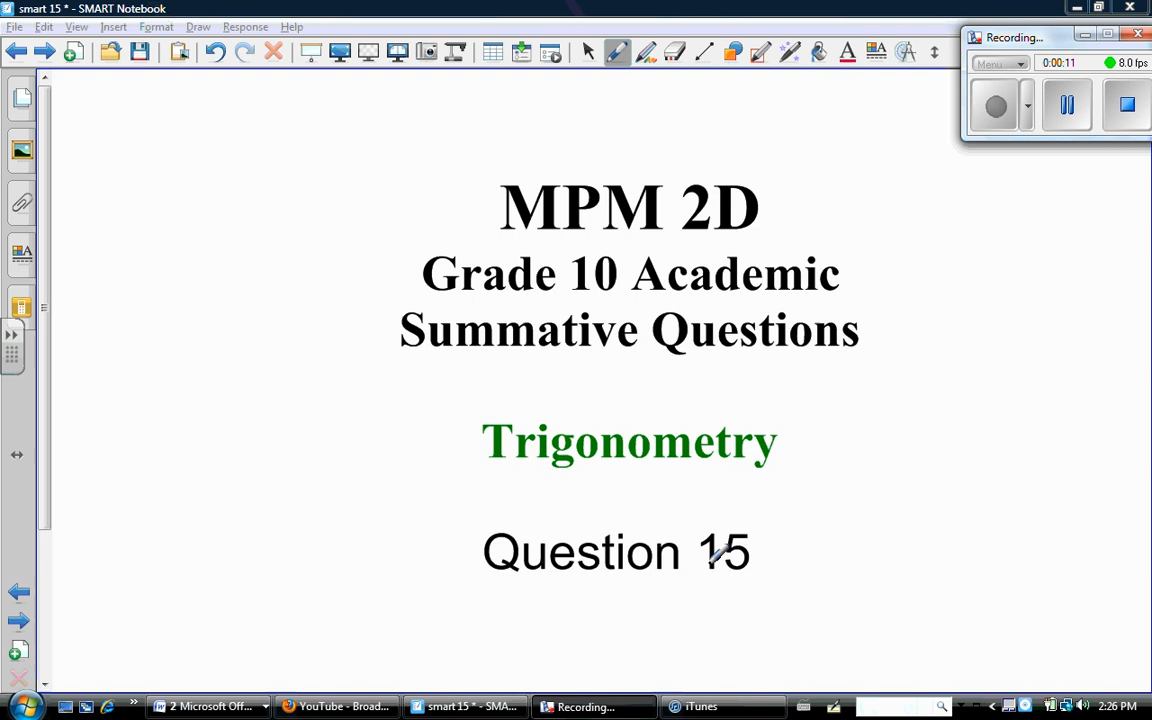 smart 15 * - SMART Notebook
File Edit View Insert Format Draw Response Help
Recording...
Menu 0:00:11 8.0 fps
MPM 2D
Grade 10 Academic
Summative Questions
Trigonometry
Question 15
2 Microsoft Off... YouTube - Broad... smart 15 * - SMA... Recording... iTunes 2:26 PM